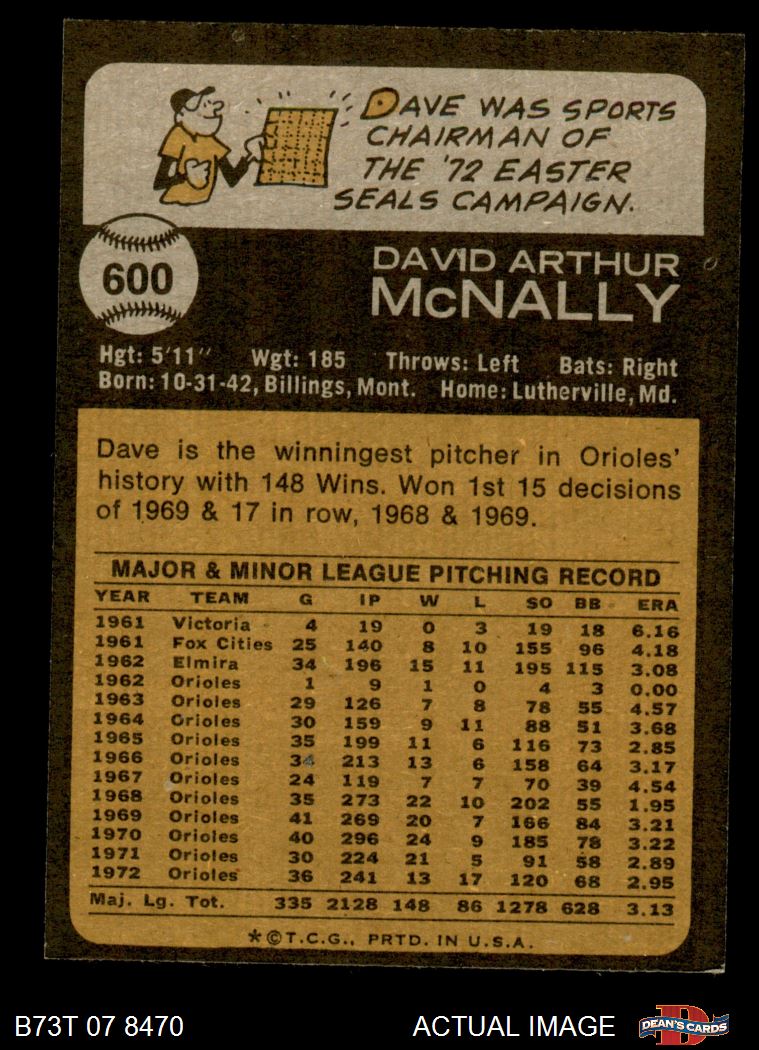 DAVE WAS SPORTS
CHAIRMAN OF
THE '72 EASTER
SEALS CAMPAIGN.
600
DAVID ARTHUR
McNALLY
Hgt: 5'11" Wgt: 185 Throws: Left Bats: Right
Born: 10-31-42, Billings, Mont. Home: Lutherville, Md.
Dave is the winningest pitcher in Orioles'
history with 148 Wins. Won 1st 15 decisions
of 1969 & 17 in row, 1968 & 1969.
MAJOR & MINOR LEAGUE PITCHING RECORD
YEAR TEAM G IP W L SO BB ERA
1961 Victoria 4 19 0 3 19 18 6.16
1961 Fox Cities 25 140 8 10 155 96 4.18
1962 Elmira 34 196 15 11 195 115 3.08
1962 Orioles 1 9 1 0 4 3 0.00
1963 Orioles 29 126 7 8 78 55 4.57
1964 Orioles 30 159 9 11 88 51 3.68
1965 Orioles 35 199 11 6 116 73 2.85
1966 Orioles 34 213 13 6 158 64 3.17
1967 Orioles 24 119 7 7 70 39 4.54
1968 Orioles 35 273 22 10 202 55 1.95
1969 Orioles 41 269 20 7 166 84 3.21
1970 Orioles 40 296 24 9 185 78 3.22
1971 Orioles 30 224 21 5 91 58 2.89
1972 Orioles 36 241 13 17 120 68 2.95
Maj. Lg. Tot. 335 2128 148 86 1278 628 3.13
*©T.C.G., PRTD. IN U.S.A.
B73T 07 8470 ACTUAL IMAGE DEAN'S CARDS